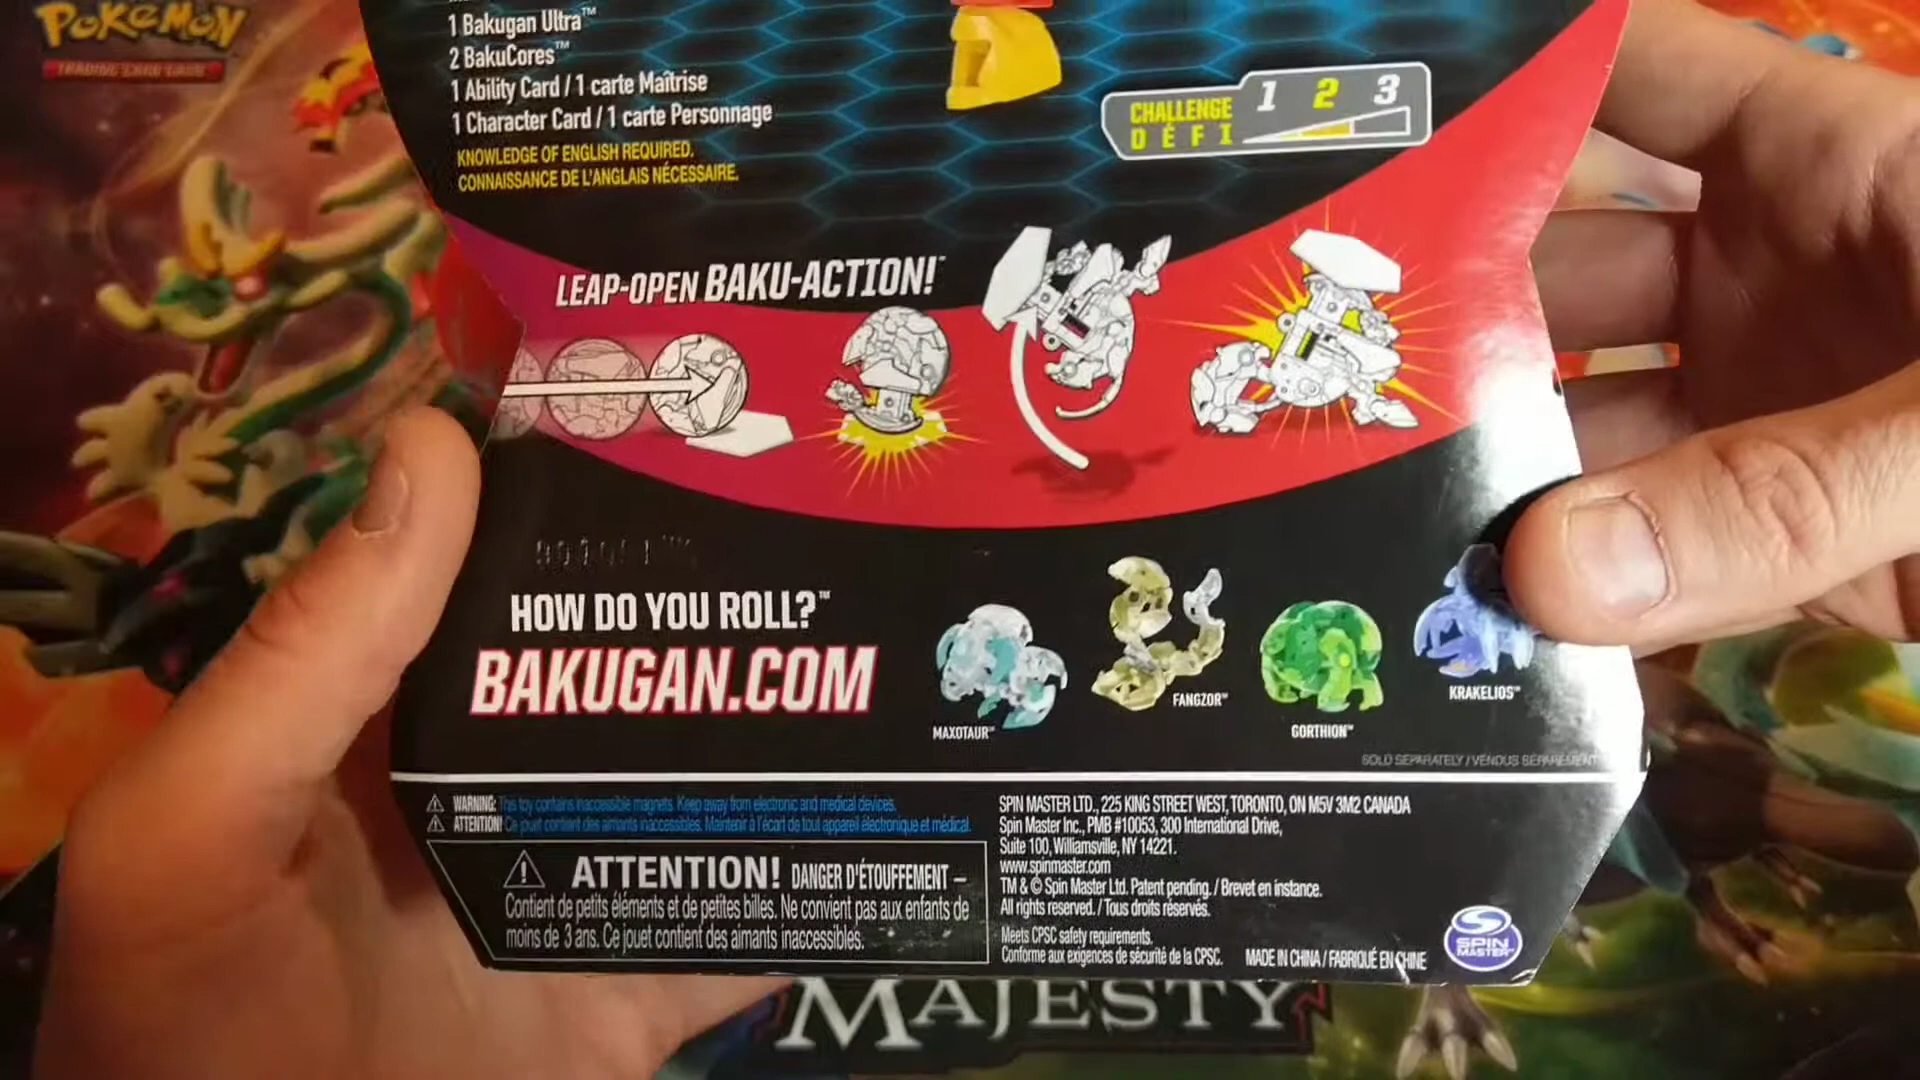 POKéMON
TRADING CARD GAME
1 Bakugan Ultra™
2 BakuCores™
1 Ability Card / 1 carte Maîtrise
1 Character Card / 1 carte Personnage
KNOWLEDGE OF ENGLISH REQUIRED.
CONNAISSANCE DE L'ANGLAIS NÉCESSAIRE.
CHALLENGE 1 2 3
DÉFI
LEAP-OPEN BAKU-ACTION!™
HOW DO YOU ROLL?™
BAKUGAN.COM
MAXOTAUR™
FANGZOR™
GORTHION™
KRAKELIOS™
SOLD SEPARATELY / VENDUS SÉPARÉMENT
WARNING: This toy contains inaccessible magnets. Keep away from electronic and medical devices.
ATTENTION! Ce jouet contient des aimants inaccessibles. Maintenir à l'écart de tout appareil électronique et médical.
ATTENTION! DANGER D'ÉTOUFFEMENT –
Contient de petits éléments et de petites billes. Ne convient pas aux enfants de
moins de 3 ans. Ce jouet contient des aimants inaccessibles.
SPIN MASTER LTD., 225 KING STREET WEST, TORONTO, ON M5V 3M2 CANADA
Spin Master Inc., PMB #10053, 300 International Drive,
Suite 100, Williamsville, NY 14221.
www.spinmaster.com
TM & © Spin Master Ltd. Patent pending. / Brevet en instance.
All rights reserved. / Tous droits réservés.
Meets CPSC safety requirements.
Conforme aux exigences de sécurité de la CPSC. MADE IN CHINA / FABRIQUÉ EN CHINE
SPIN
MASTER™
MAJESTY